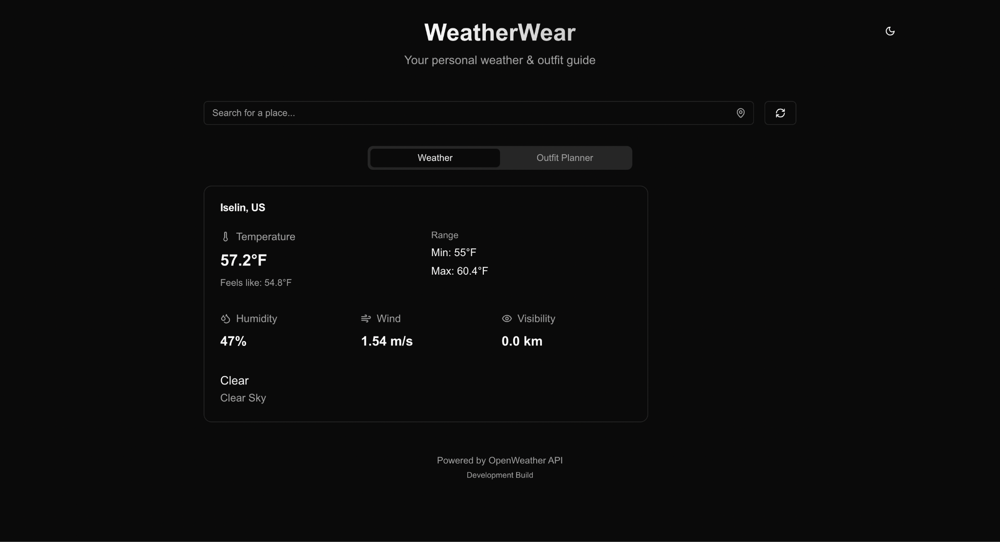 WeatherWear
Your personal weather & outfit guide
Search for a place...
Weather
Outfit Planner
Iselin, US
Temperature
57.2°F
Feels like: 54.8°F
Range
Min: 55°F
Max: 60.4°F
Humidity
47%
Wind
1.54 m/s
Visibility
0.0 km
Clear
Clear Sky
Powered by OpenWeather API
Development Build